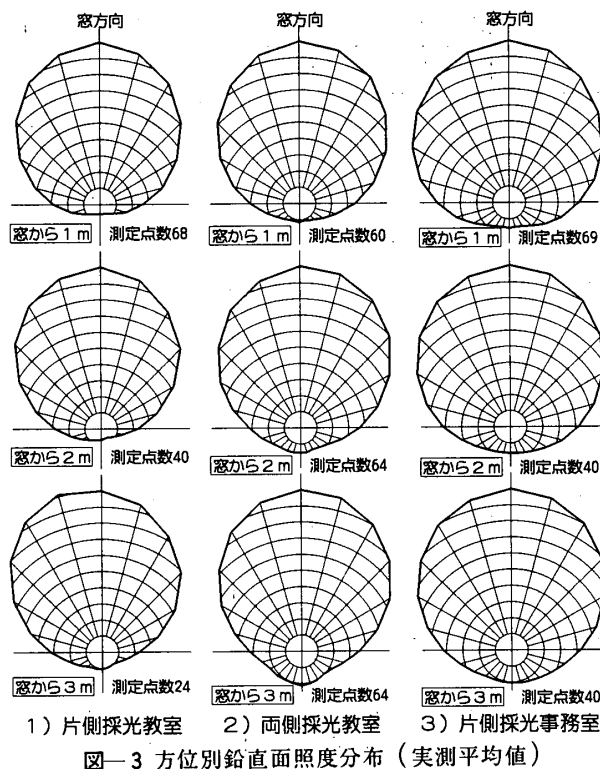 窓方向 窓方向 窓方向
窓から1m 測定点数68 窓から1m 測定点数60 窓から1m 測定点数69
窓から2m 測定点数40 窓から2m 測定点数64 窓から2m 測定点数40
窓から3m 測定点数24 窓から3m 測定点数64 窓から3m 測定点数40
1)片側採光教室 2)両側採光教室 3)片側採光事務室
図―3 方位別鉛直面照度分布(実測平均値)